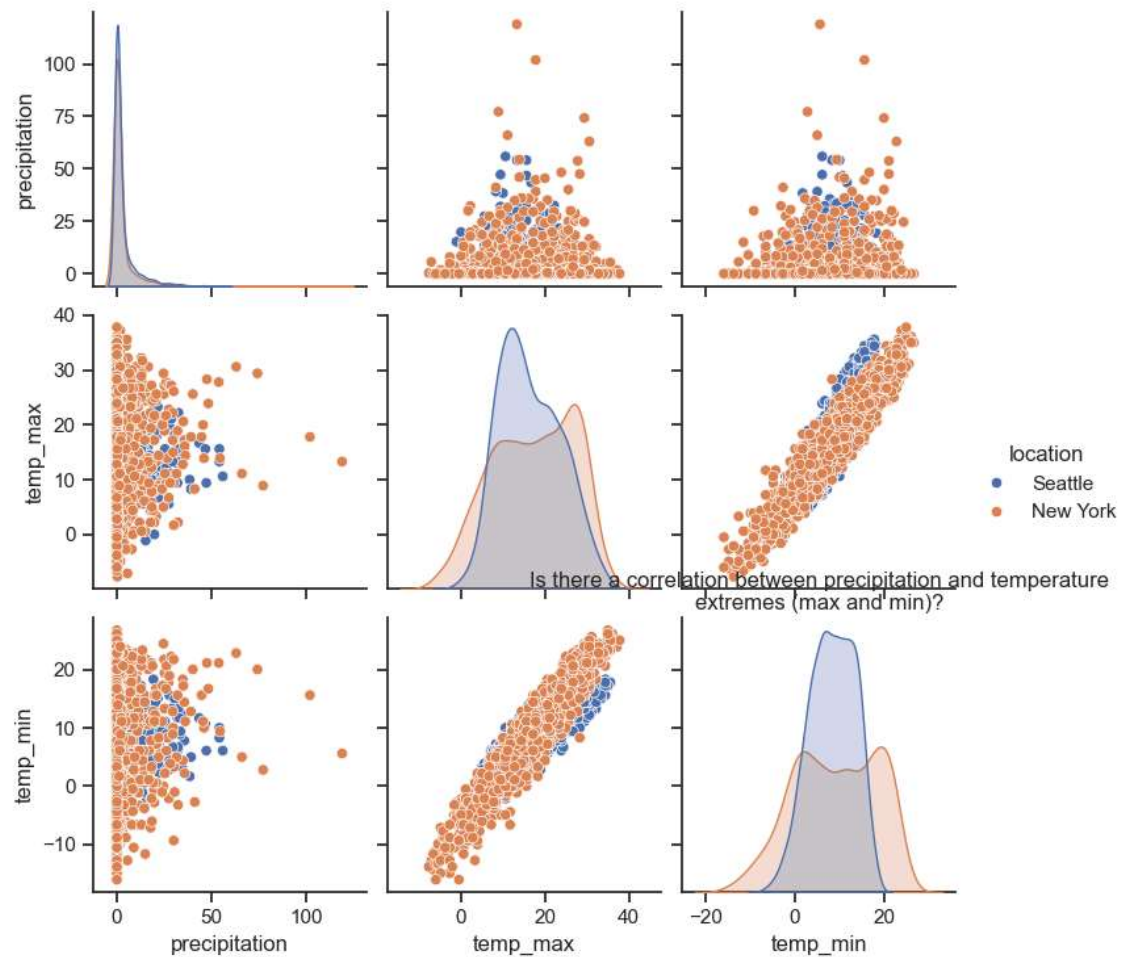 precipitation
100
75
50
25
0
temp_max
40
30
20
10
0
location
Seattle
New York
Is there a correlation between precipitation and temperature
extremes (max and min)?
temp_min
20
10
0
−10
0 50 100
0 20 40
−20 0 20
precipitation temp_max temp_min